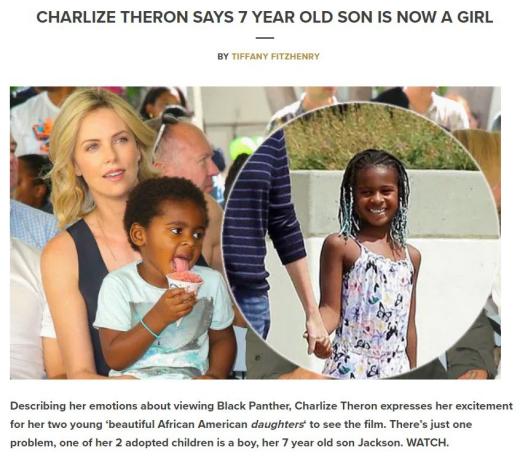 CHARLIZE THERON SAYS 7 YEAR OLD SON IS NOW A GIRL
BY TIFFANY FITZHENRY
Describing her emotions about viewing Black Panther, Charlize Theron expresses her excitement
for her two young ‘beautiful African American daughters‘ to see the film. There’s just one
problem, one of her 2 adopted children is a boy, her 7 year old son Jackson. WATCH.